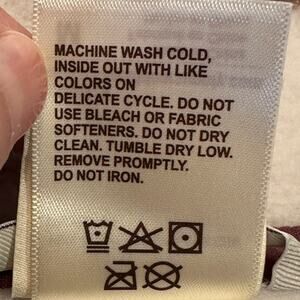 MACHINE WASH COLD,
INSIDE OUT WITH LIKE
COLORS ON
DELICATE CYCLE. DO NOT
USE BLEACH OR FABRIC
SOFTENERS. DO NOT DRY
CLEAN. TUMBLE DRY LOW.
REMOVE PROMPTLY.
DO NOT IRON.